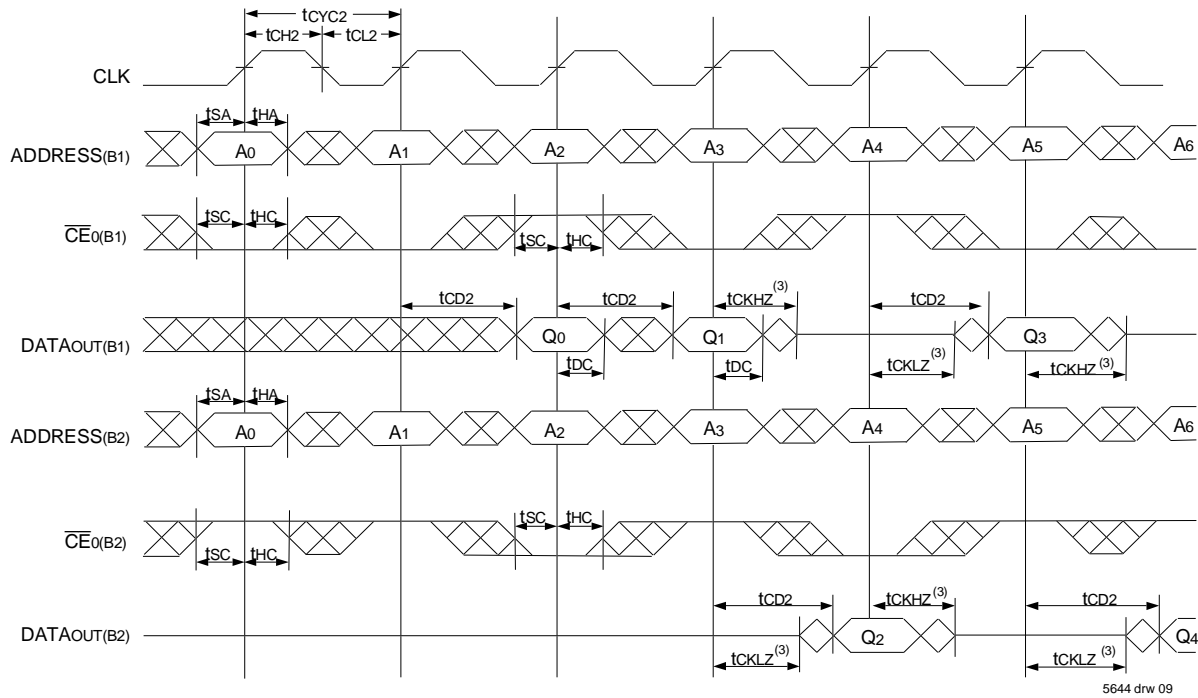 tCYC2
tCH2 tCL2
CLK
tSA tHA
ADDRESS(B1) A0 A1 A2 A3 A4 A5 A6
tSC tHC
CE0(B1)
tSC tHC
tCD2 tCD2 tCKHZ(3) tCD2
DATAOUT(B1) Q0 Q1 Q3
tDC tDC tCKLZ(3) tCKHZ(3)
tSA tHA
ADDRESS(B2) A0 A1 A2 A3 A4 A5 A6
tSC tHC
CE0(B2)
tSC tHC
tCD2 tCKHZ(3) tCD2
DATAOUT(B2) Q2 Q4
tCKLZ(3) tCKLZ(3)
5644 drw 09